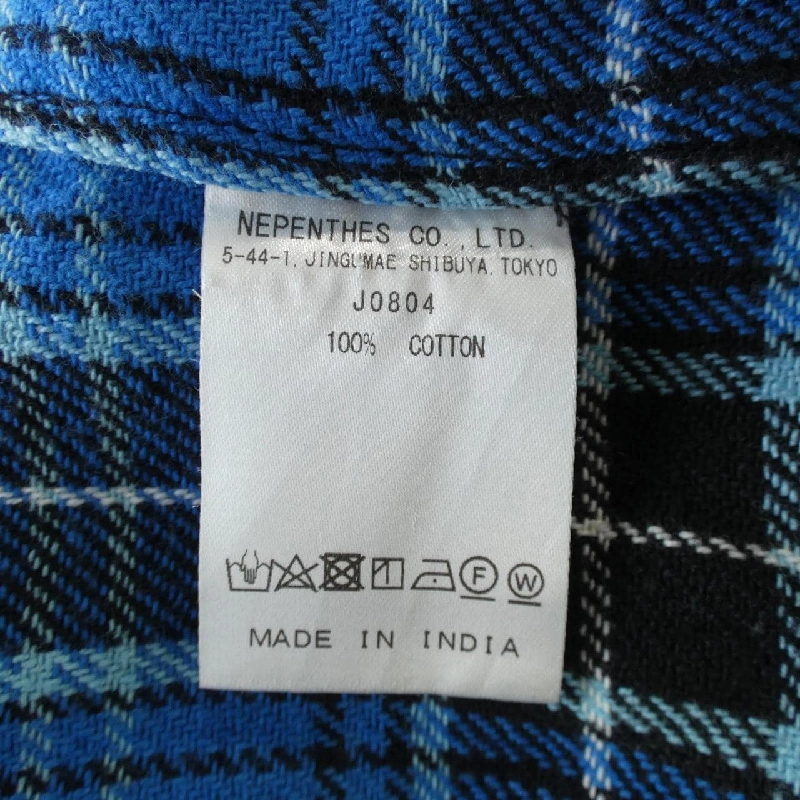 NEPENTHES CO.,LTD.
5-44-1, JINGUMAE SHIBUYA, TOKYO
J0804
100% COTTON
F W
MADE IN INDIA